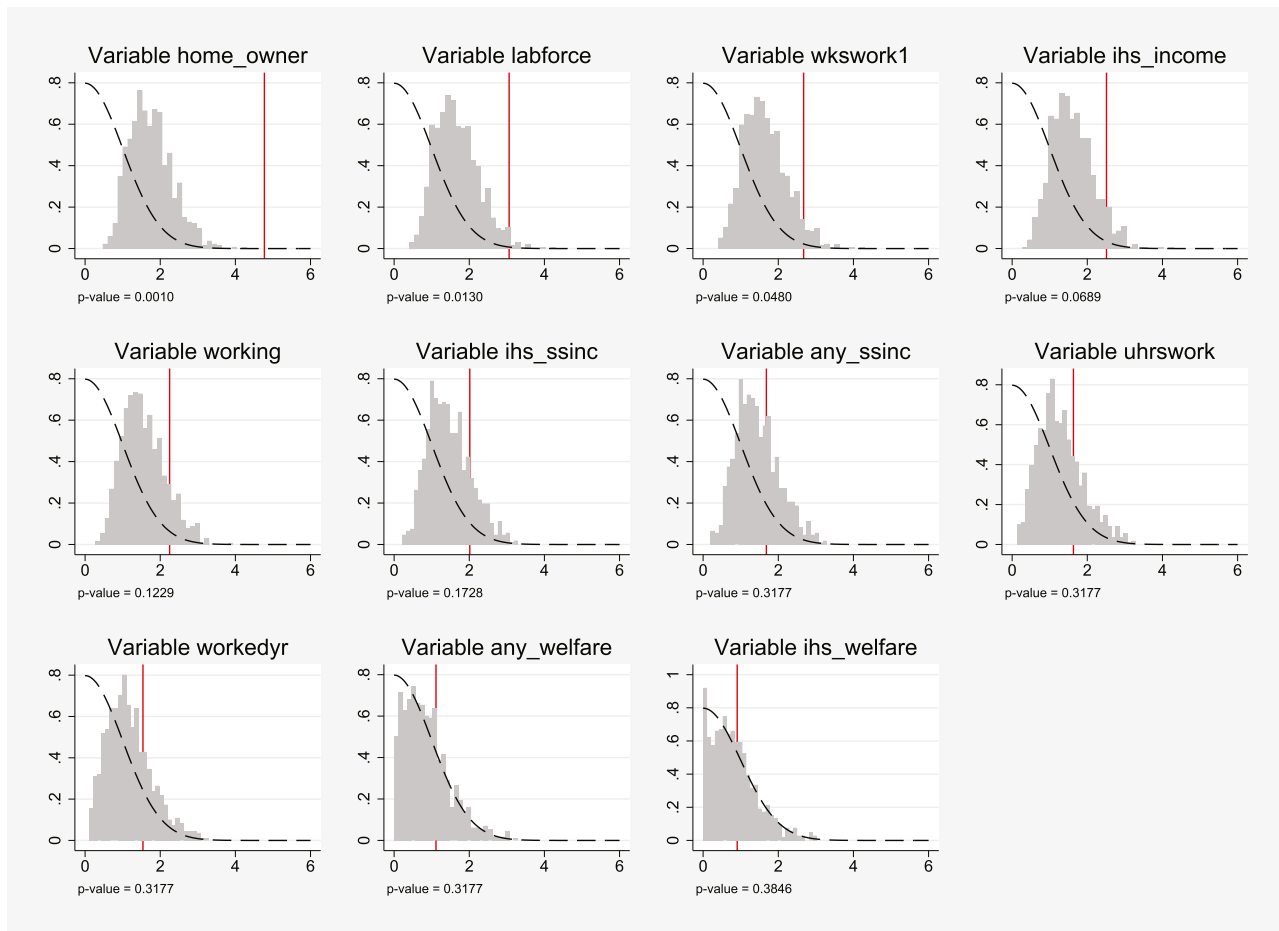 Variable home_owner
.8
.6
.4
.2
0
0 2 4 6
p-value = 0.0010
Variable labforce
.8
.6
.4
.2
0
0 2 4 6
p-value = 0.0130
Variable wkswork1
.8
.6
.4
.2
0
0 2 4 6
p-value = 0.0480
Variable ihs_income
.8
.6
.4
.2
0
0 2 4 6
p-value = 0.0689
Variable working
.8
.6
.4
.2
0
0 2 4 6
p-value = 0.1229
Variable ihs_ssinc
.8
.6
.4
.2
0
0 2 4 6
p-value = 0.1728
Variable any_ssinc
.8
.6
.4
.2
0
0 2 4 6
p-value = 0.3177
Variable uhrswork
.8
.6
.4
.2
0
0 2 4 6
p-value = 0.3177
Variable workedyr
.8
.6
.4
.2
0
0 2 4 6
p-value = 0.3177
Variable any_welfare
.8
.6
.4
.2
0
0 2 4 6
p-value = 0.3177
Variable ihs_welfare
1
.8
.6
.4
.2
0
0 2 4 6
p-value = 0.3846